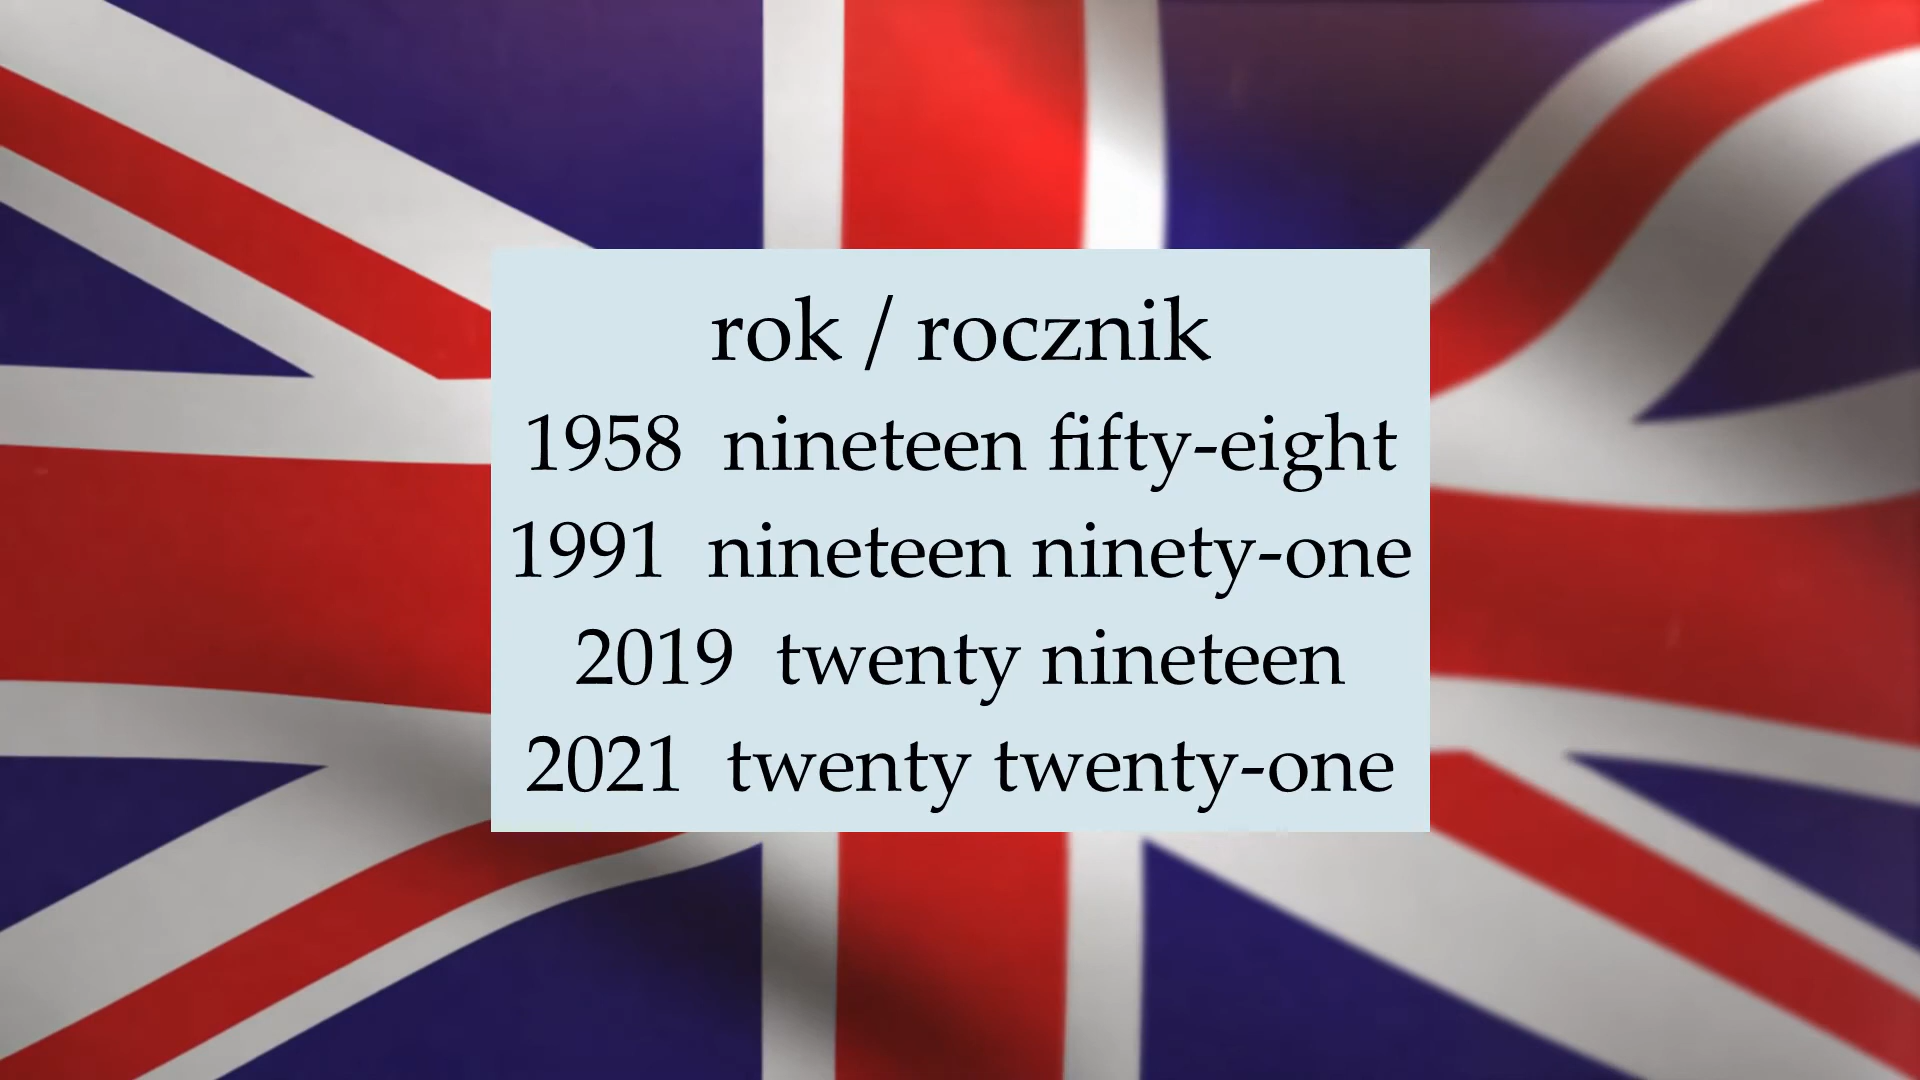 rok / rocznik
1958 nineteen fifty-eight
1991 nineteen ninety-one
2019 twenty nineteen
2021 twenty twenty-one